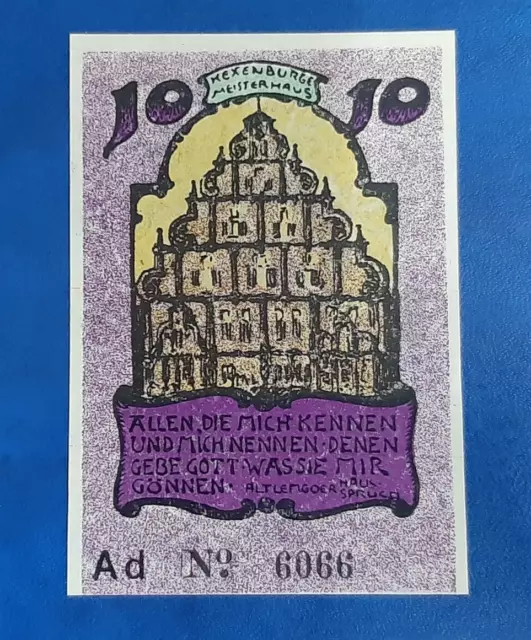 10 10
HEXENBURGE
MEISTERHAUS
ALLEN, DIE MICH KENNEN
UND MICH NENNEN, DENEN
GEBE GOTT WAS SIE MIR
GÖNNEN. ALTLEMGOER HAUS-
SPRUCH
Ad No. 6066